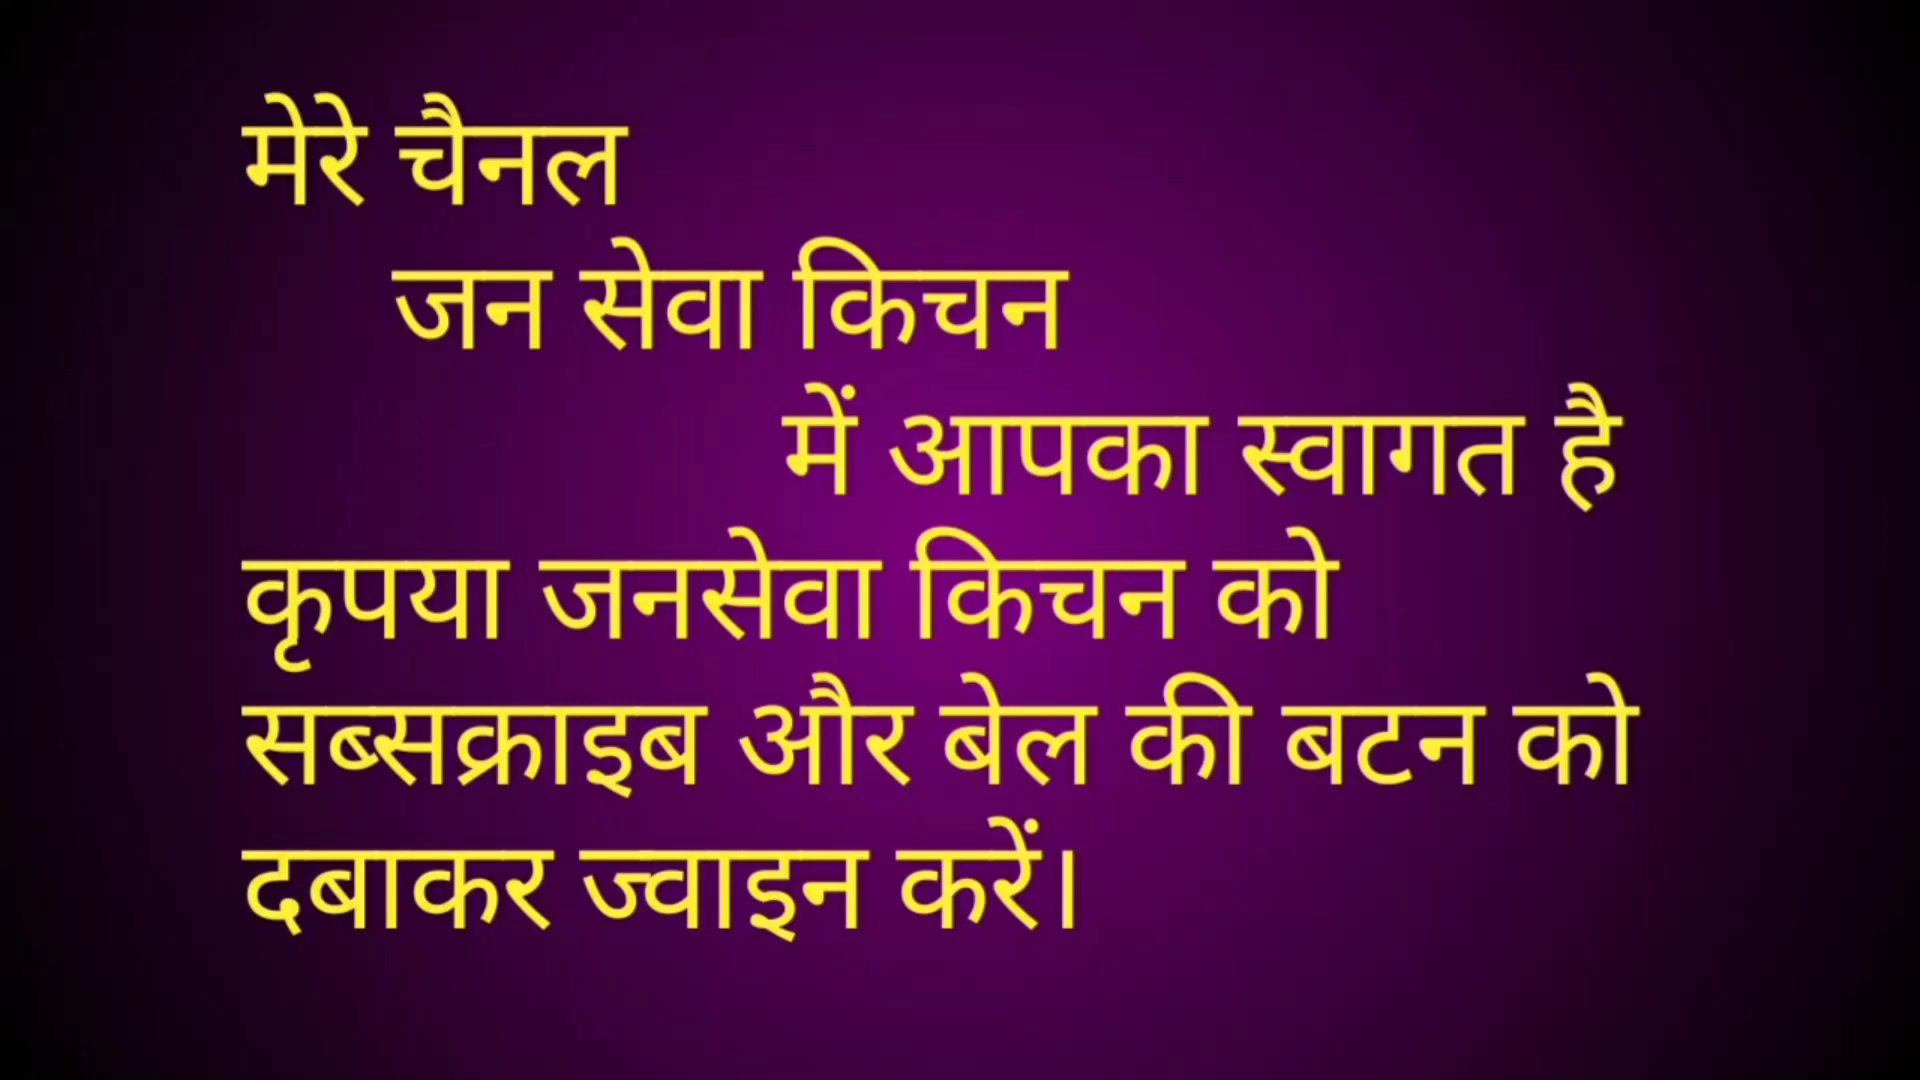 मेरे चैनल
जन सेवा किचन
में आपका स्वागत है
कृपया जनसेवा किचन को
सब्सक्राइब और बेल की बटन को
दबाकर ज्वाइन करें।